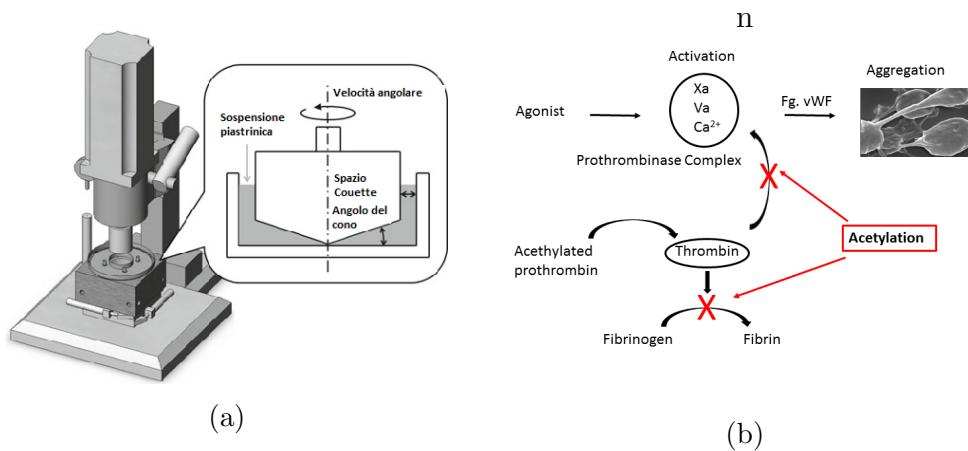 Velocità angolare
Sospensione
piastrinica
Spazio
Couette
Angolo del
cono
(a)
n
Activation
Aggregation
Xa
Va
Ca²⁺
Agonist
Fg. vWF
Prothrombinase Complex
Acethylated
prothrombin
Thrombin
Acetylation
X
X
Fibrinogen
Fibrin
(b)